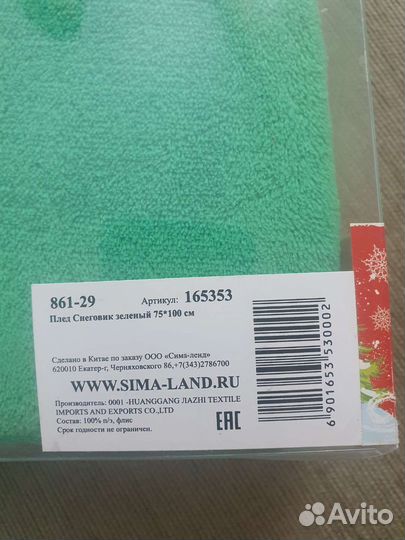 861-29 Артикул: 165353
Плед Снеговик зеленый 75*100 см
Сделано в Китае по заказу ООО «Сима-ленд»
620010 Екатер-г, Черняховского 86,+7(343)2786700
WWW.SIMA-LAND.RU
Производитель: 0001 -HUANGGANG JIAZHI TEXTILE
IMPORTS AND EXPORTS CO.,LTD
Состав: 100% п/э, флис
Срок годности не ограничен.
EAC
6901653530002
Avito